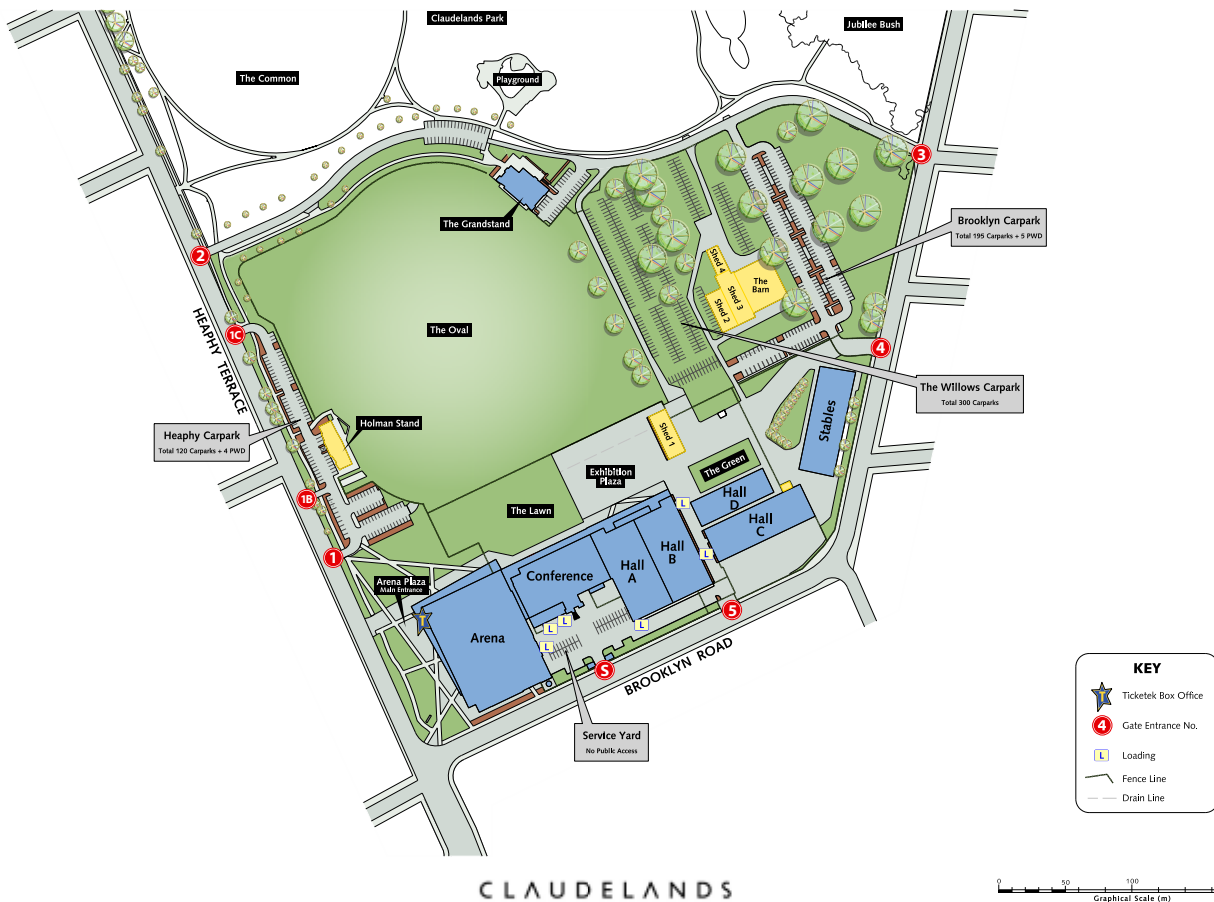 Claudelands Park
Jubilee Bush
The Common
Playground
3
The Grandstand
Brooklyn Carpark
Total 195 Carparks + 5 PWD
2
Shed 4
The
Barn
Shed 3
Shed 2
HEAPHY TERRACE
1C
The Oval
4
The Willows Carpark
Total 300 Carparks
Heaphy Carpark
Total 120 Carparks + 4 PWD
Holman Stand
Shed 1
Stables
Exhibition
Plaza
The Green
1B
The Lawn
L
Hall
D
Hall
C
1
Hall
B
L
Hall
A
Conference
Arena Plaza
Main Entrance
T
Arena
L
L
L
L
5
S
BROOKLYN ROAD
Service Yard
No Public Access
KEY
T
Ticketek Box Office
4
Gate Entrance No.
L
Loading
Fence Line
Drain Line
CLAUDELANDS
0
50
100
Graphical Scale (m)